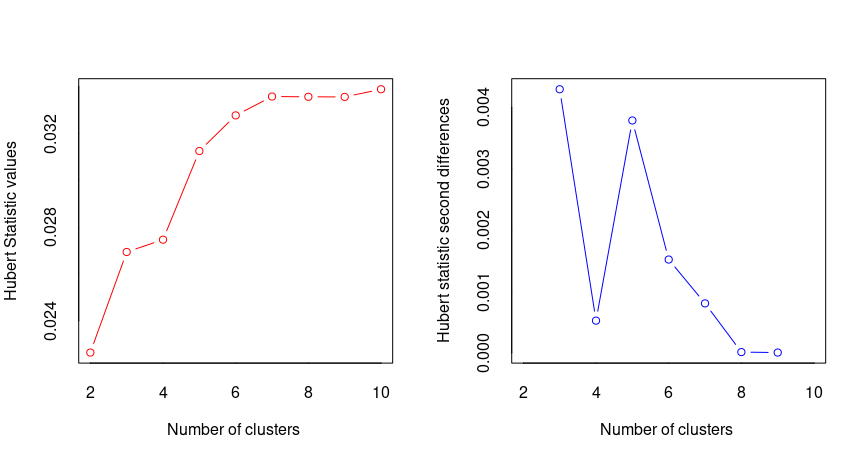 Hubert Statistic values
0.032
0.028
0.024
2 4 6 8 10
Number of clusters
Hubert statistic second differences
0.004
0.003
0.002
0.001
0.000
2 4 6 8 10
Number of clusters